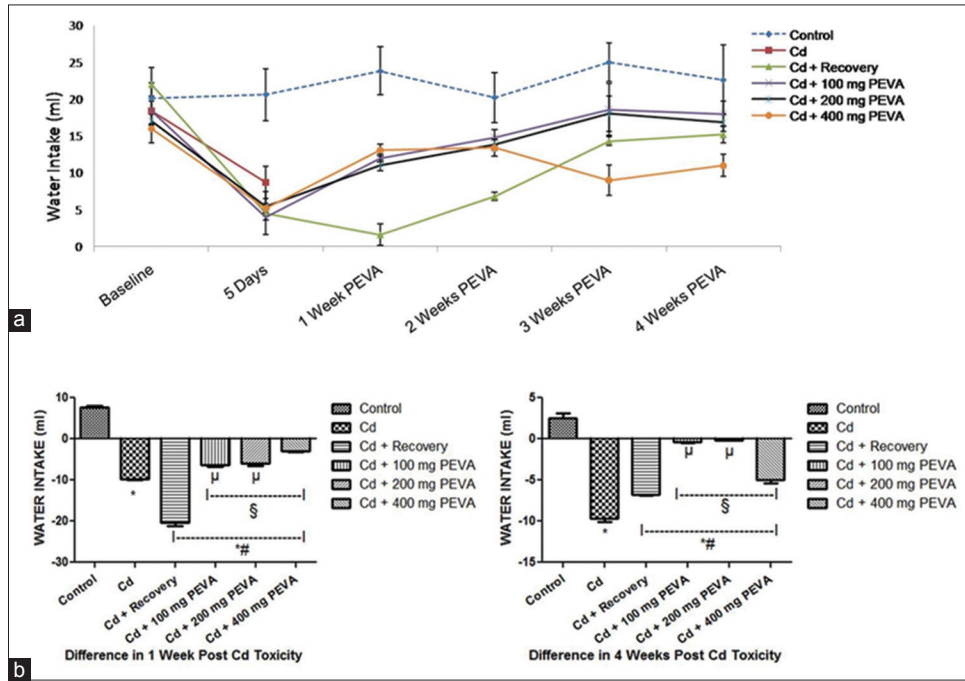 30
25
20
15
10
5
0
Water Intake (ml)
Baseline
5 Days
1 Week PEVA
2 Weeks PEVA
3 Weeks PEVA
4 Weeks PEVA
Control
Cd
Cd + Recovery
Cd + 100 mg PEVA
Cd + 200 mg PEVA
Cd + 400 mg PEVA
a
10
0
-10
-20
-30
WATER INTAKE (ml)
*
µ
µ
§
*#
Control
Cd
Cd + Recovery
Cd + 100 mg PEVA
Cd + 200 mg PEVA
Cd + 400 mg PEVA
Difference in 1 Week Post Cd Toxicity
Control
Cd
Cd + Recovery
Cd + 100 mg PEVA
Cd + 200 mg PEVA
Cd + 400 mg PEVA
5
0
-5
-10
-15
WATER INTAKE (ml)
*
µ
µ
§
*#
Control
Cd
Cd + Recovery
Cd + 100 mg PEVA
Cd + 200 mg PEVA
Cd + 400 mg PEVA
Difference in 4 Weeks Post Cd Toxicity
Control
Cd
Cd + Recovery
Cd + 100 mg PEVA
Cd + 200 mg PEVA
Cd + 400 mg PEVA
b